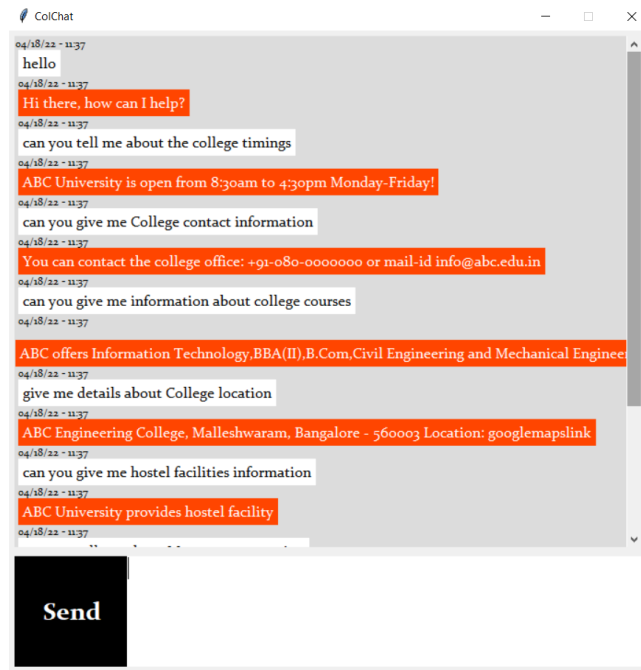 ColChat
04/18/22 - 11:37
hello
04/18/22 - 11:37
Hi there, how can I help?
04/18/22 - 11:37
can you tell me about the college timings
04/18/22 - 11:37
ABC University is open from 8:30am to 4:30pm Monday-Friday!
04/18/22 - 11:37
can you give me College contact information
04/18/22 - 11:37
You can contact the college office: +91-080-0000000 or mail-id info@abc.edu.in
04/18/22 - 11:37
can you give me information about college courses
04/18/22 - 11:37
ABC offers Information Technology,BBA(II),B.Com,Civil Engineering and Mechanical Engineer
04/18/22 - 11:37
give me details about College location
04/18/22 - 11:37
ABC Engineering College, Malleshwaram, Bangalore - 560003 Location: googlemapslink
04/18/22 - 11:37
can you give me hostel facilities information
04/18/22 - 11:37
ABC University provides hostel facility
04/18/22 - 11:37
Send